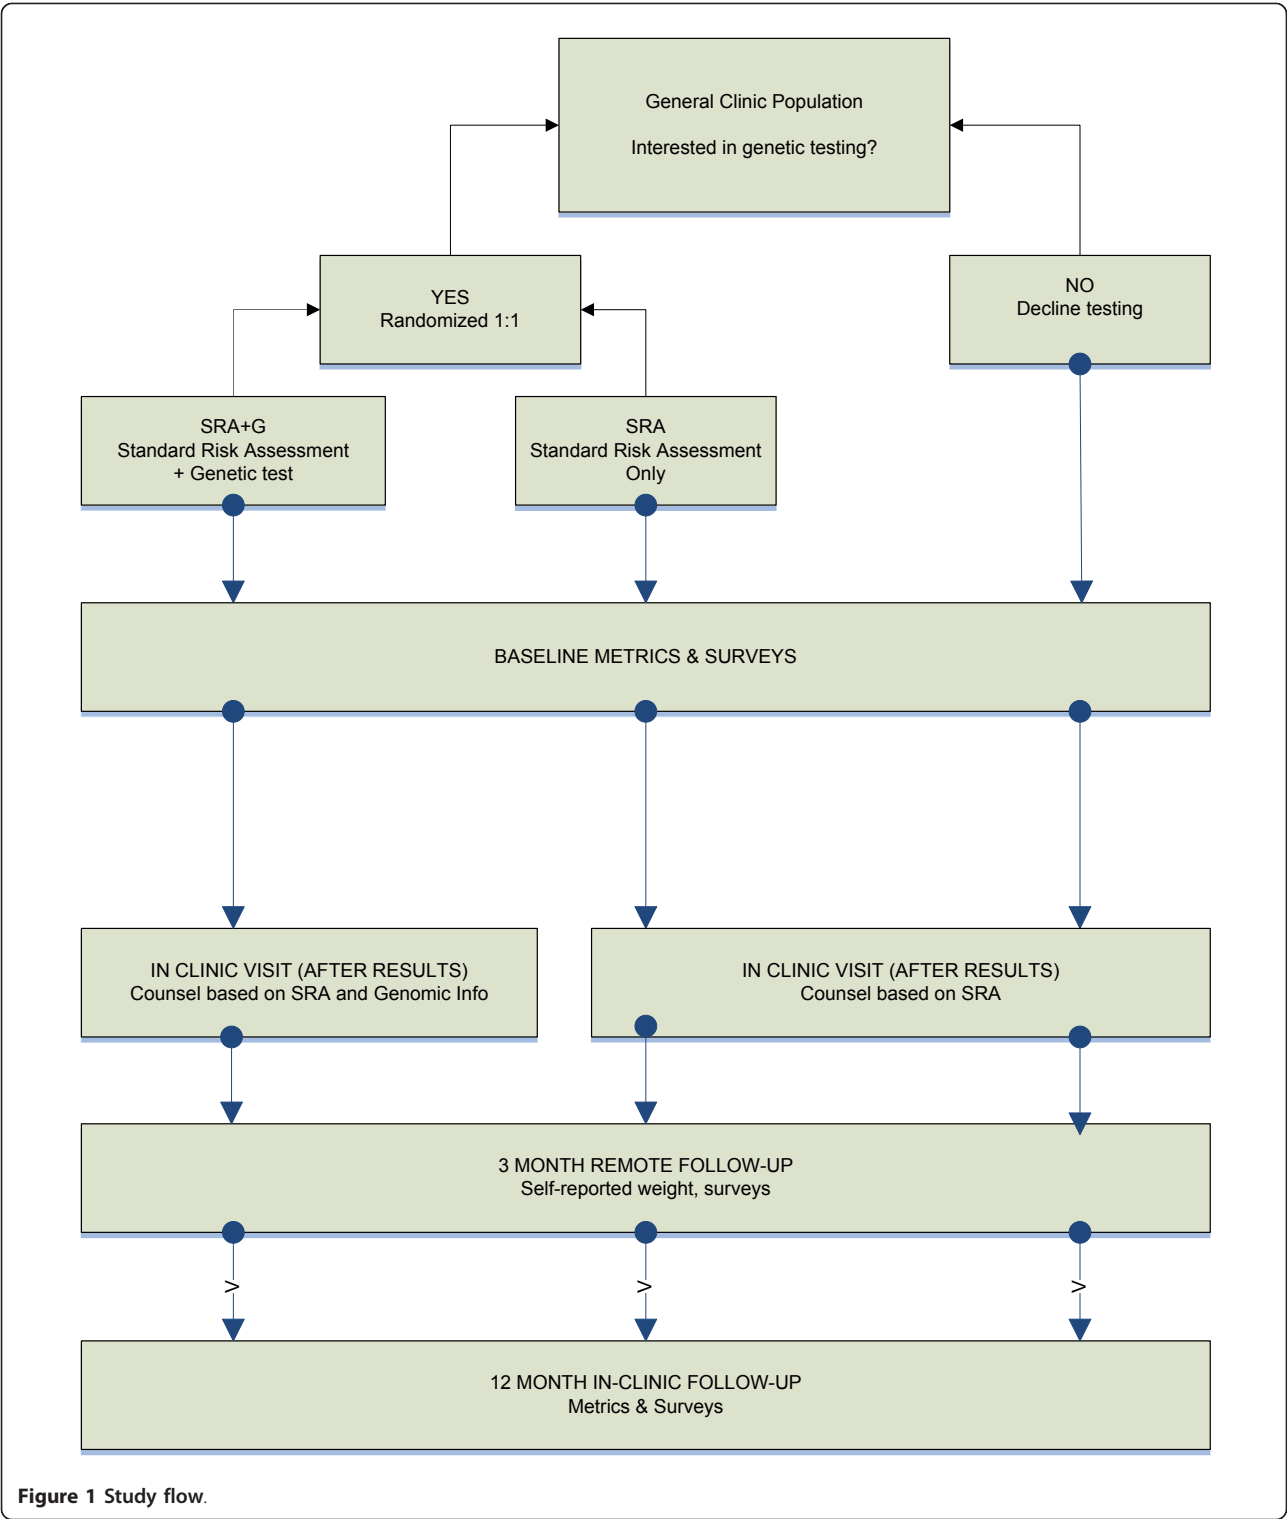 General Clinic Population
Interested in genetic testing?
YES
Randomized 1:1
NO
Decline testing
SRA+G
Standard Risk Assessment
+ Genetic test
SRA
Standard Risk Assessment
Only
BASELINE METRICS & SURVEYS
IN CLINIC VISIT (AFTER RESULTS)
Counsel based on SRA and Genomic Info
IN CLINIC VISIT (AFTER RESULTS)
Counsel based on SRA
3 MONTH REMOTE FOLLOW-UP
Self-reported weight, surveys
V
V
V
12 MONTH IN-CLINIC FOLLOW-UP
Metrics & Surveys
Figure 1 Study flow.